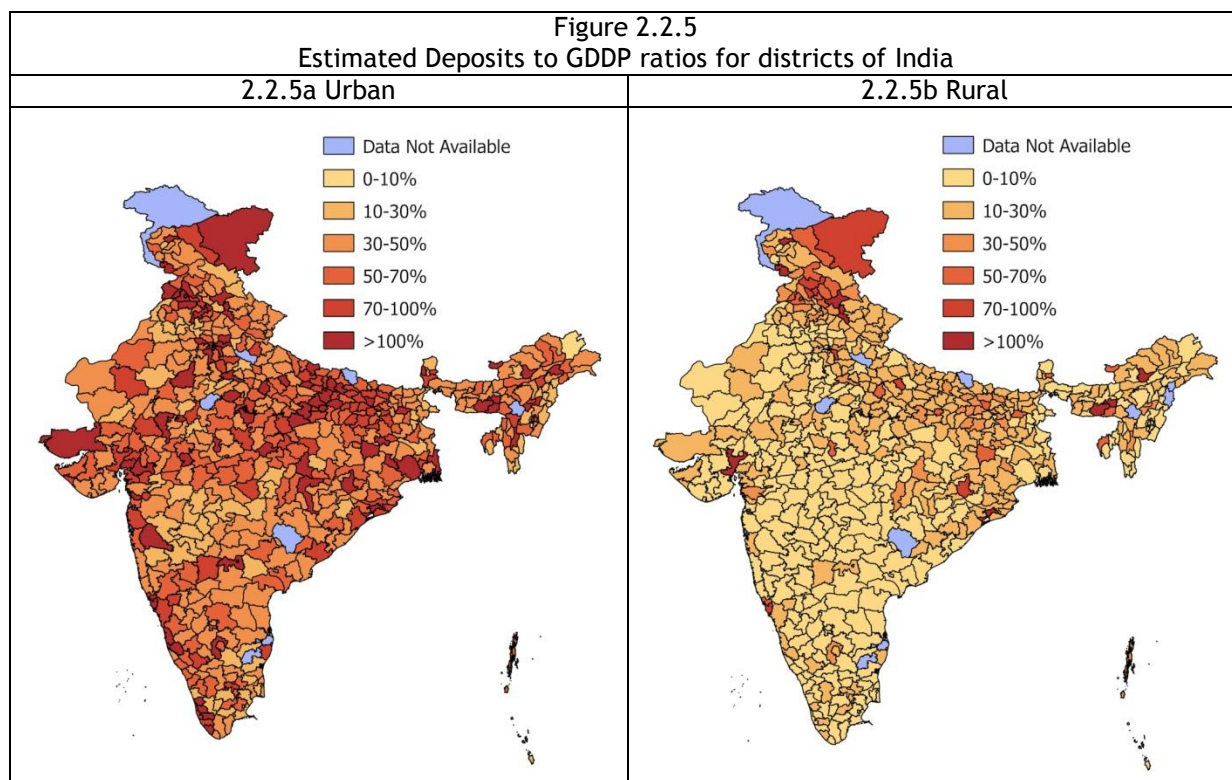 Figure 2.2.5
Estimated Deposits to GDDP ratios for districts of India
2.2.5a Urban
2.2.5b Rural
Data Not Available
0-10%
10-30%
30-50%
50-70%
70-100%
>100%
Data Not Available
0-10%
10-30%
30-50%
50-70%
70-100%
>100%